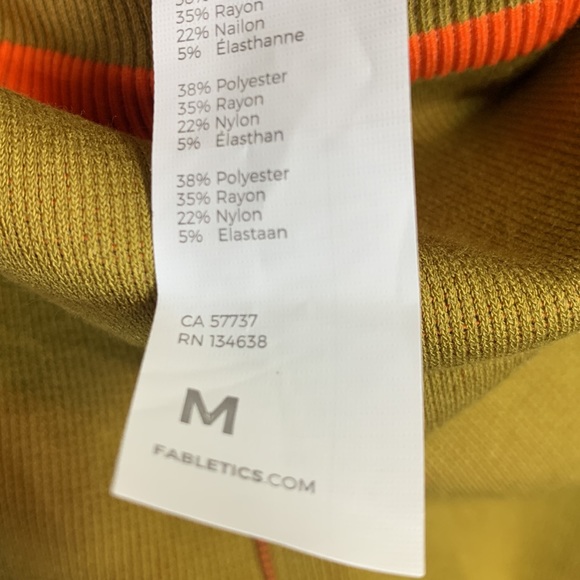 35% Rayon
22% Nailon
5% Élasthanne
38% Polyester
35% Rayon
22% Nylon
5% Élasthan
38% Polyester
35% Rayon
22% Nylon
5% Elastaan
CA 57737
RN 134638
M
FABLETICS.COM